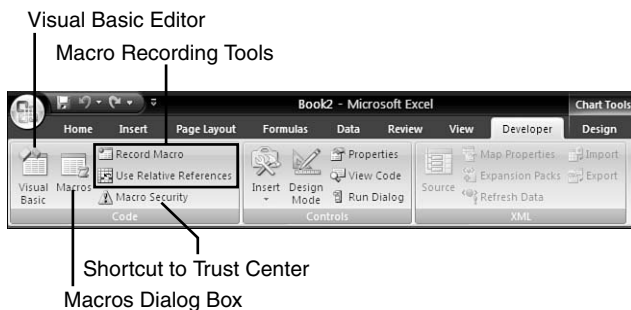 Visual Basic Editor
Macro Recording Tools
Book2 - Microsoft Excel
Chart Tools
Home Insert Page Layout Formulas Data Review View Developer Design
Visual Basic
Macros
Record Macro
Use Relative References
Macro Security
Code
Insert
Design Mode
Properties
View Code
Run Dialog
Controls
Source
Map Properties
Expansion Packs
Refresh Data
Import
Export
XML
Shortcut to Trust Center
Macros Dialog Box